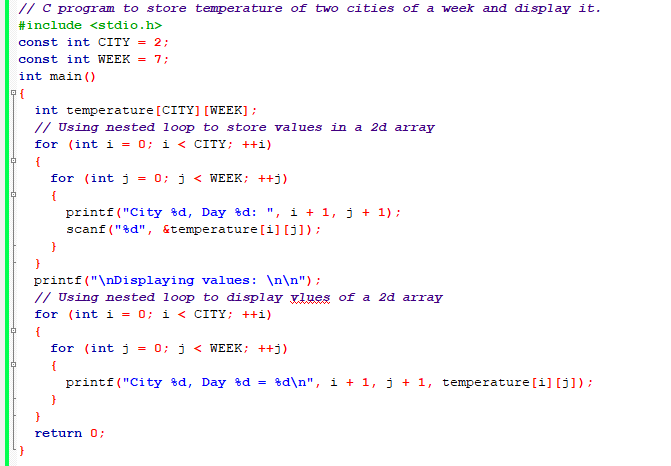 // C program to store temperature of two cities of a week and display it.
#include <stdio.h>
const int CITY = 2;
const int WEEK = 7;
int main()
{
int temperature[CITY][WEEK];
// Using nested loop to store values in a 2d array
for (int i = 0; i < CITY; ++i)
{
for (int j = 0; j < WEEK; ++j)
{
printf("City %d, Day %d: ", i + 1, j + 1);
scanf("%d", &temperature[i][j]);
}
}
printf("\nDisplaying values: \n\n");
// Using nested loop to display vlues of a 2d array
for (int i = 0; i < CITY; ++i)
{
for (int j = 0; j < WEEK; ++j)
{
printf("City %d, Day %d = %d\n", i + 1, j + 1, temperature[i][j]);
}
}
return 0;
}